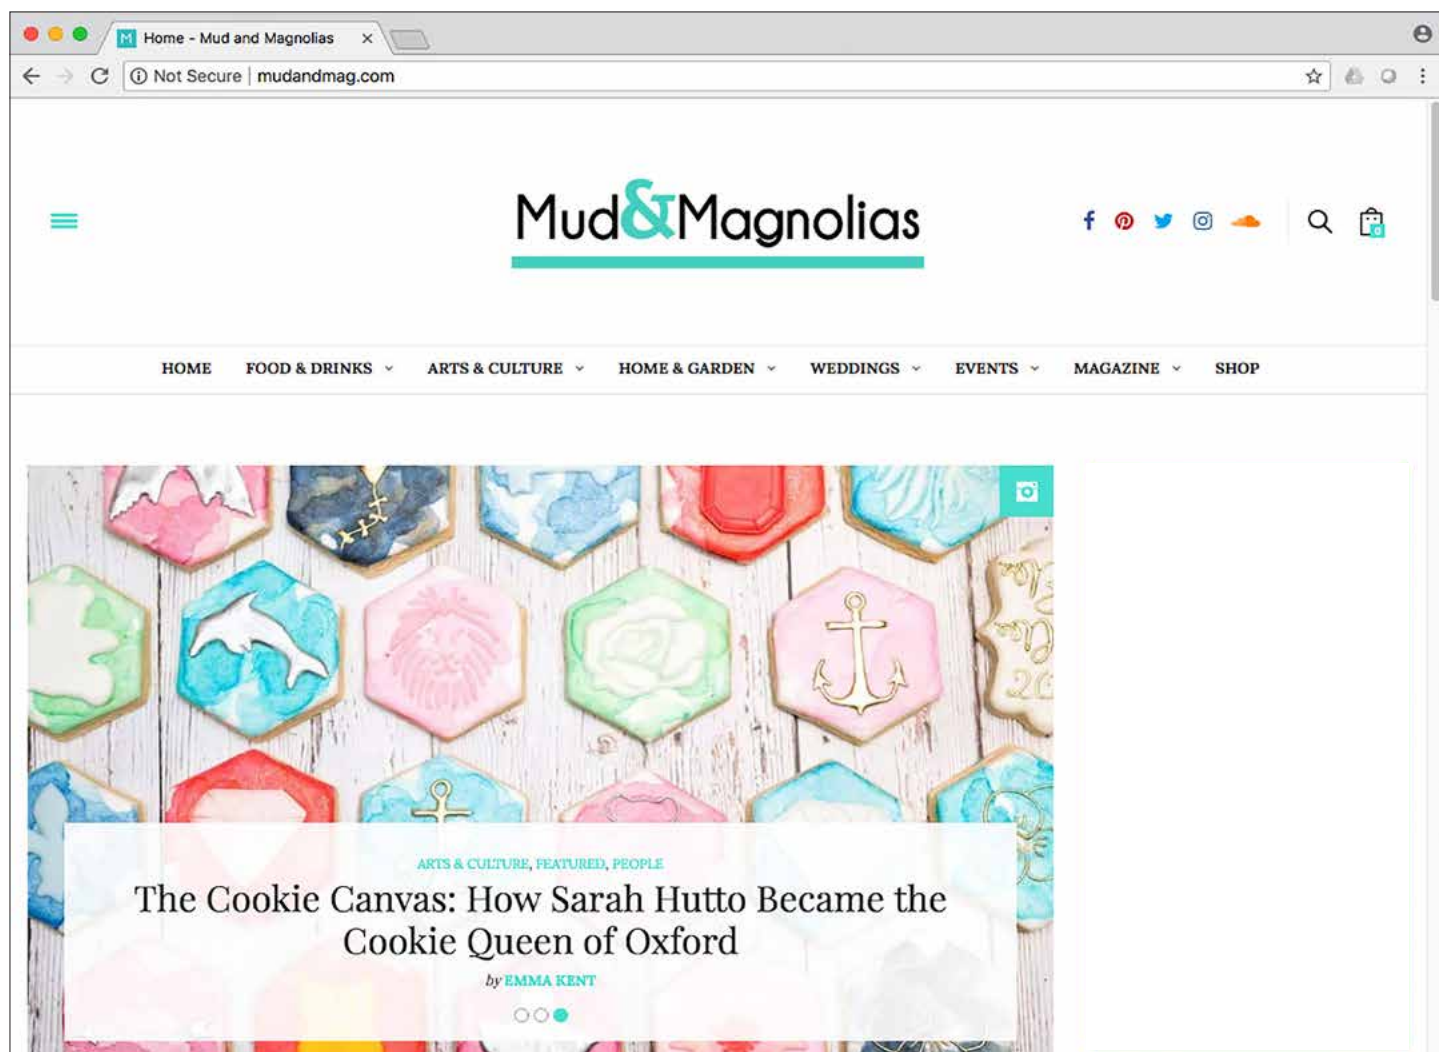 Home - Mud and Magnolias
Not Secure | mudandmag.com
Mud&Magnolias
0
HOME FOOD & DRINKS ARTS & CULTURE HOME & GARDEN WEDDINGS EVENTS MAGAZINE SHOP
ARTS & CULTURE, FEATURED, PEOPLE
The Cookie Canvas: How Sarah Hutto Became the
Cookie Queen of Oxford
by EMMA KENT